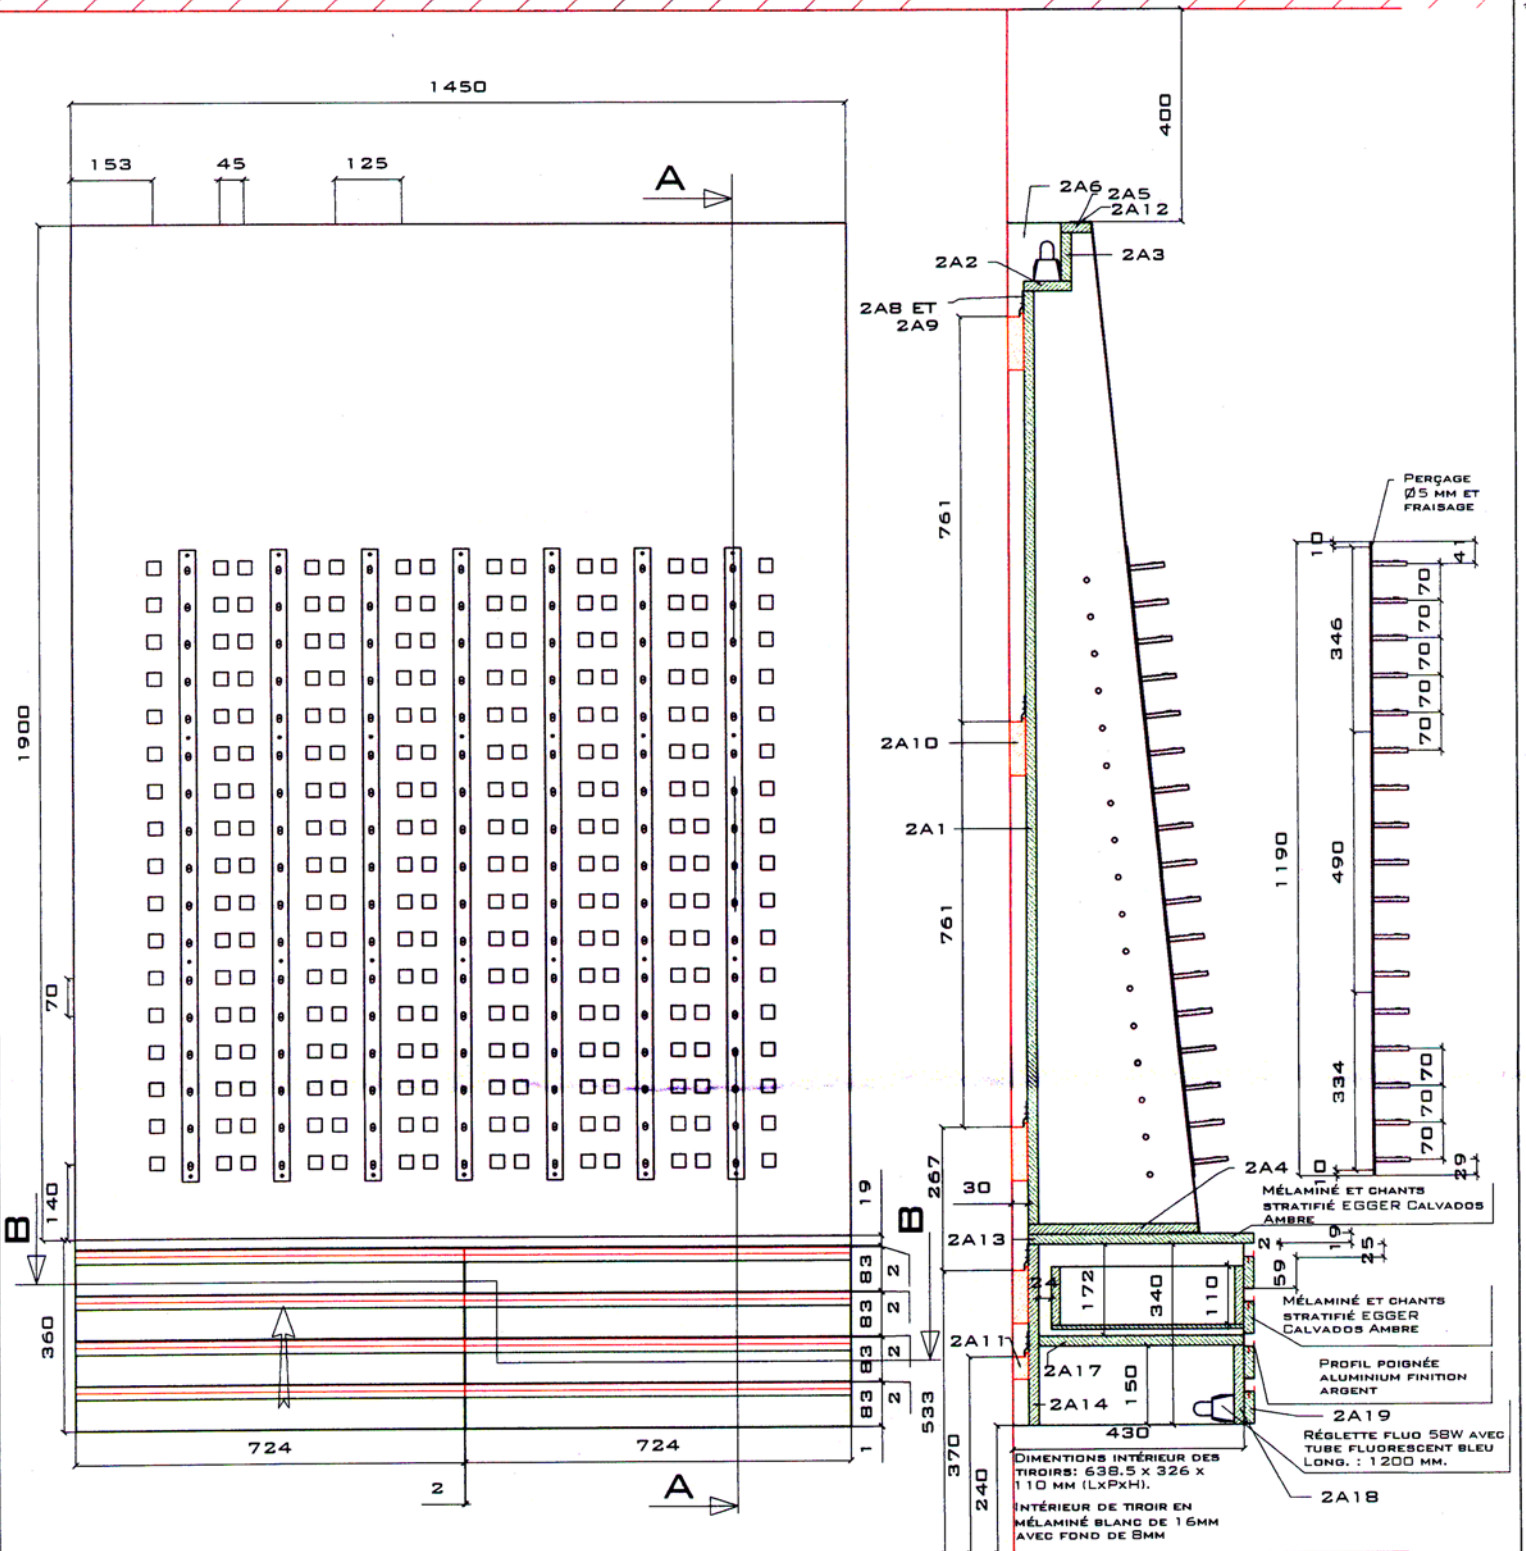 1450
153
45
125
A
400
2A6
2A5
2A12
2A3
2A2
2A8 ET
2A9
1900
761
PERÇAGE
Ø5 MM ET
FRAISAGE
10
41
70
70
70
70
70
346
2A10
2A1
1190
490
761
70
334
70
70
70
10
29
140
19
267
30
2A4
MÉLAMINÉ ET CHANTS
STRATIFIÉ EGGER CALVADOS
AMBRE
B
B
2A13
2
19
25
59
24
172
340
110
360
83
2
83
2
83
2
83
2
1
MÉLAMINÉ ET CHANTS
STRATIFIÉ EGGER
CALVADOS AMBRE
2A11
2A17
PROFIL POIGNÉE
ALUMINIUM FINITION
ARGENT
150
2A14
2A19
533
430
724
724
RÉGLETTE FLUO 58W AVEC
TUBE FLUORESCENT BLEU
LONG. : 1200 MM.
370
240
DIMENTIONS INTÉRIEUR DES
TIROIRS: 638.5 X 326 X
110 MM (LXPXH).
2
A
2A18
INTÉRIEUR DE TIROIR EN
MÉLAMINÉ BLANC DE 16MM
AVEC FOND DE 8MM